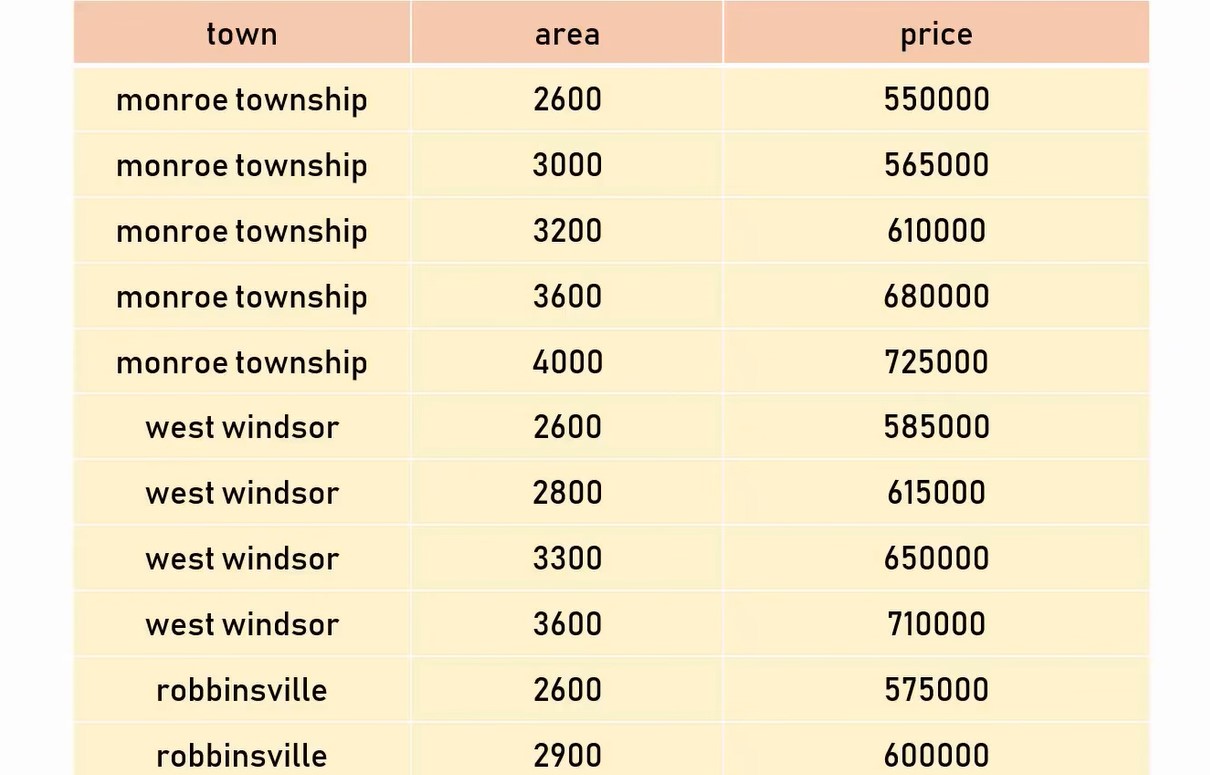 town area price
monroe township 2600 550000
monroe township 3000 565000
monroe township 3200 610000
monroe township 3600 680000
monroe township 4000 725000
west windsor 2600 585000
west windsor 2800 615000
west windsor 3300 650000
west windsor 3600 710000
robbinsville 2600 575000
robbinsville 2900 600000